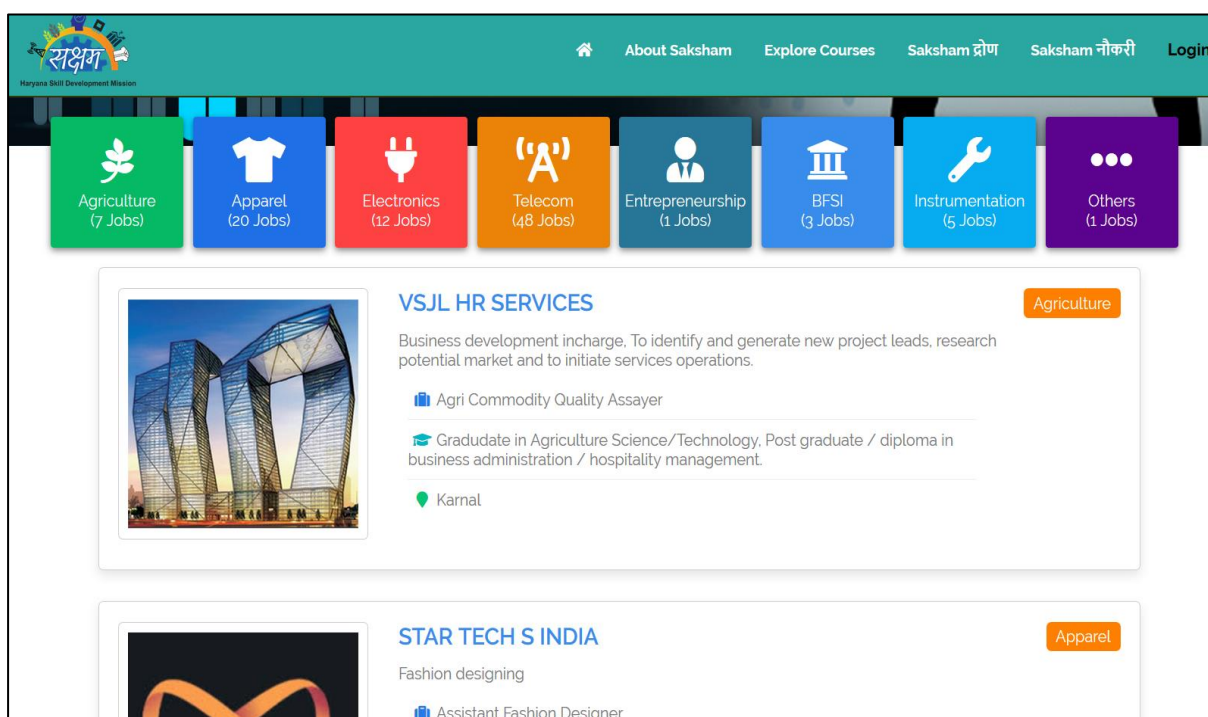 सक्षम
Haryana Skill Development Mission
About Saksham
Explore Courses
Saksham द्रोण
Saksham नौकरी
Login
Agriculture
(7 Jobs)
Apparel
(20 Jobs)
Electronics
(12 Jobs)
Telecom
(48 Jobs)
Entrepreneurship
(1 Jobs)
BFSI
(3 Jobs)
Instrumentation
(5 Jobs)
Others
(1 Jobs)
VSJL HR SERVICES
Agriculture
Business development incharge, To identify and generate new project leads, research
potential market and to initiate services operations.
Agri Commodity Quality Assayer
Gradudate in Agriculture Science/Technology, Post graduate / diploma in
business administration / hospitality management.
Karnal
STAR TECH S INDIA
Apparel
Fashion designing
Assistant Fashion Designer